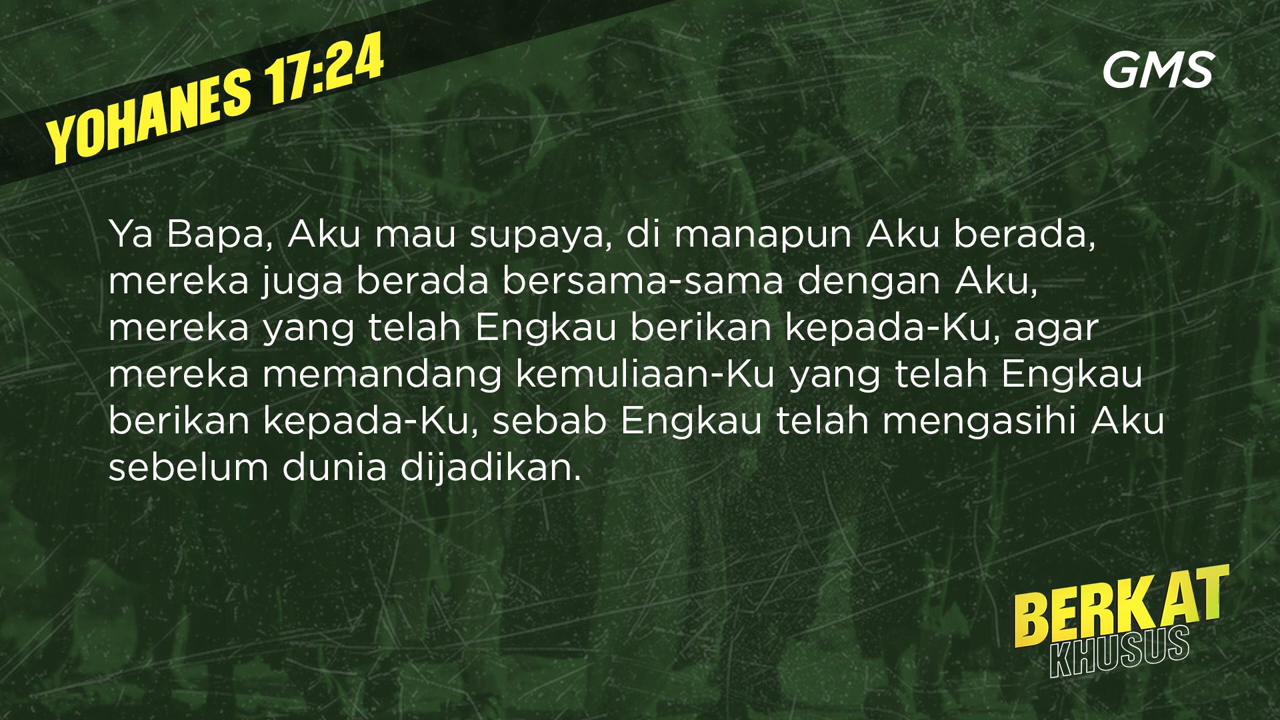 YOHANES 17:24
GMS
Ya Bapa, Aku mau supaya, di manapun Aku berada,
mereka juga berada bersama-sama dengan Aku,
mereka yang telah Engkau berikan kepada-Ku, agar
mereka memandang kemuliaan-Ku yang telah Engkau
berikan kepada-Ku, sebab Engkau telah mengasihi Aku
sebelum dunia dijadikan.
BERKAT
KHUSUS